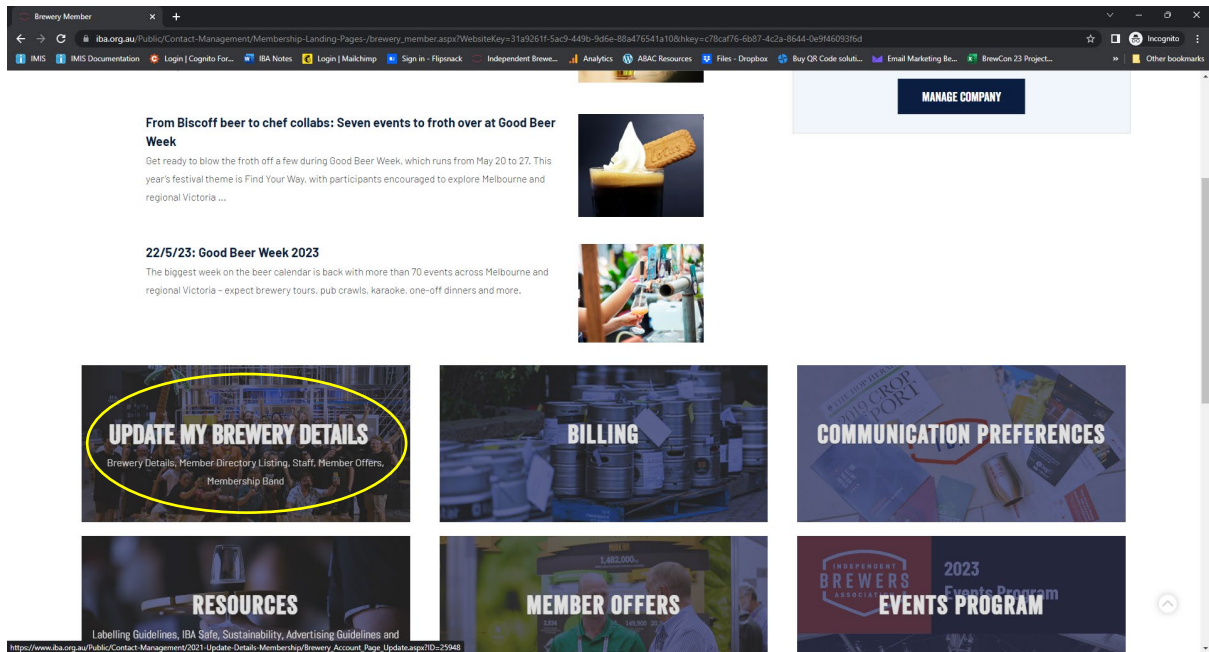 Brewery Member
iba.org.au/Public/Contact-Management/Membership-Landing-Pages-/brewery_member.aspx?WebsiteKey=31a9261f-5ac9-449b-9d6e-88a476541a10&hkey=c78caf76-6b87-4c2a-8644-0e9f46093f6d
Incognito
IMIS IMIS Documentation Login | Cognito For... IBA Notes Login | Mailchimp Sign in - Flipsnack Independent Brewe... Analytics ABAC Resources Files - Dropbox Buy QR Code soluti... Email Marketing Be... BrewCon 23 Project... » Other bookmarks
MANAGE COMPANY
From Biscoff beer to chef collabs: Seven events to froth over at Good Beer
Week
Get ready to blow the froth off a few during Good Beer Week, which runs from May 20 to 27. This
year's festival theme is Find Your Way, with participants encouraged to explore Melbourne and
regional Victoria ...
Lotus
22/5/23: Good Beer Week 2023
The biggest week on the beer calendar is back with more than 70 events across Melbourne and
regional Victoria – expect brewery tours, pub crawls, karaoke, one-off dinners and more.
UPDATE MY BREWERY DETAILS
Brewery Details, Member Directory Listing, Staff, Member Offers,
Membership Band
BILLING
2019 CROP
REPORT
COMMUNICATION PREFERENCES
RESOURCES
Labelling Guidelines, IBA Safe, Sustainability, Advertising Guidelines and
1,482,000
MEMBER OFFERS
INDEPENDENT
BREWERS
ASSOCIATION
2023
Events Program
EVENTS PROGRAM
https://www.iba.org.au/Public/Contact-Management/2021-Update-Details-Membership/Brewery_Account_Page_Update.aspx?ID=25948